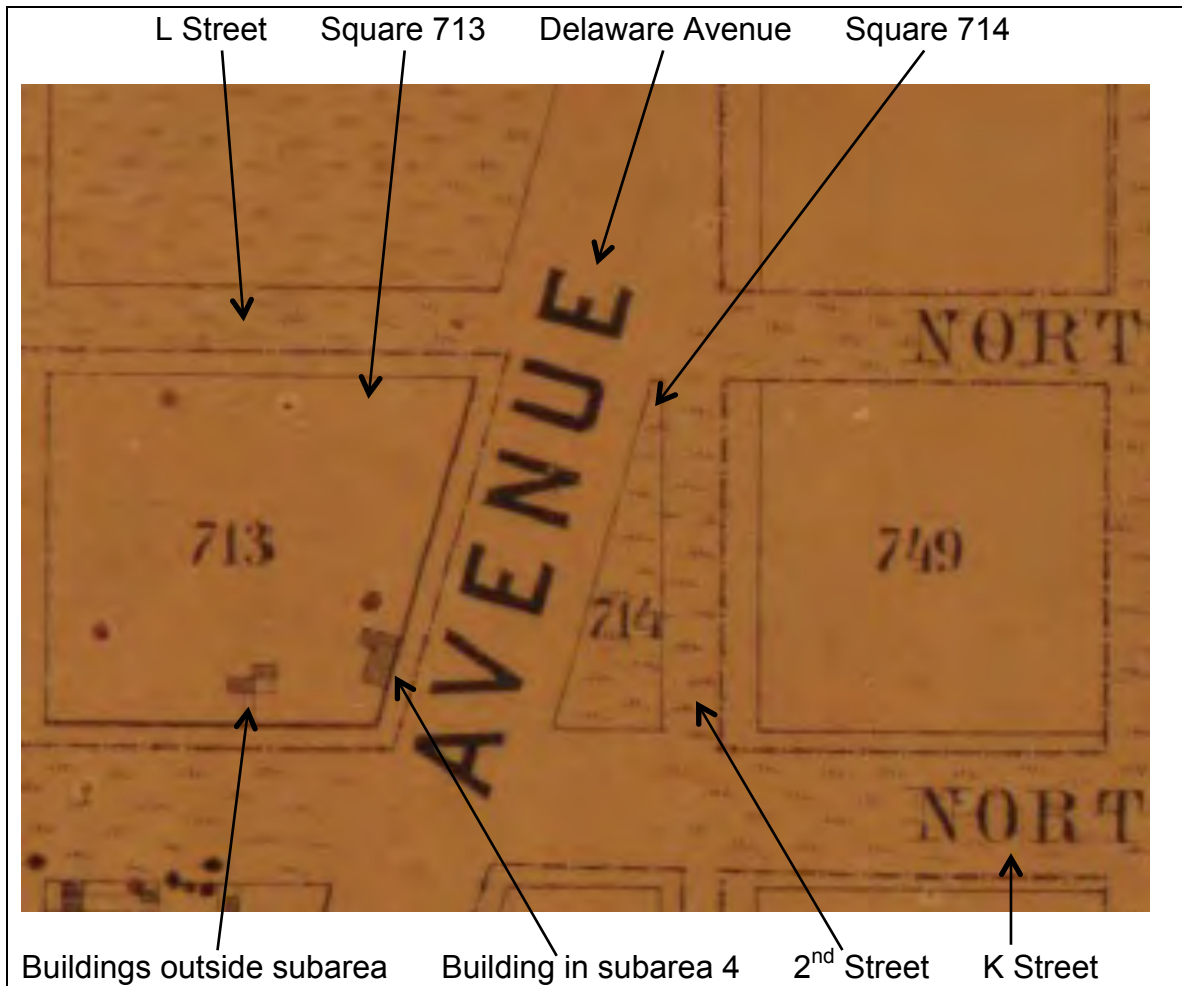 L Street Square 713 Delaware Avenue Square 714
AVENUE
NORT
713
714
749
NORT
Buildings outside subarea Building in subarea 4 2nd Street K Street